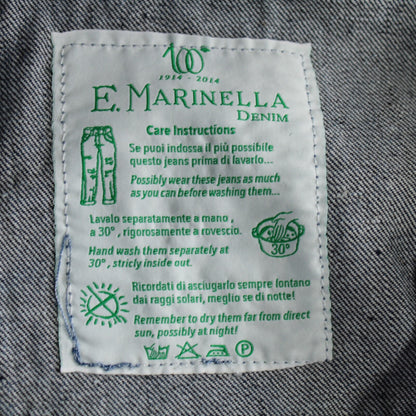 100°
1914 - 2014
E. MARINELLA
DENIM
Care Instructions
Se puoi indossa il più possibile
questo jeans prima di lavarlo...
Possibly wear these jeans as much
as you can before washing them...
Lavalo separatamente a mano ,
a 30° , rigorosamente a rovescio.
30°
Hand wash them separately at
30° , stricly inside out.
Ricordati di asciugarlo sempre lontano
dai raggi solari, meglio se di notte!
Remember to dry them far from direct
sun, possibly at night!
P